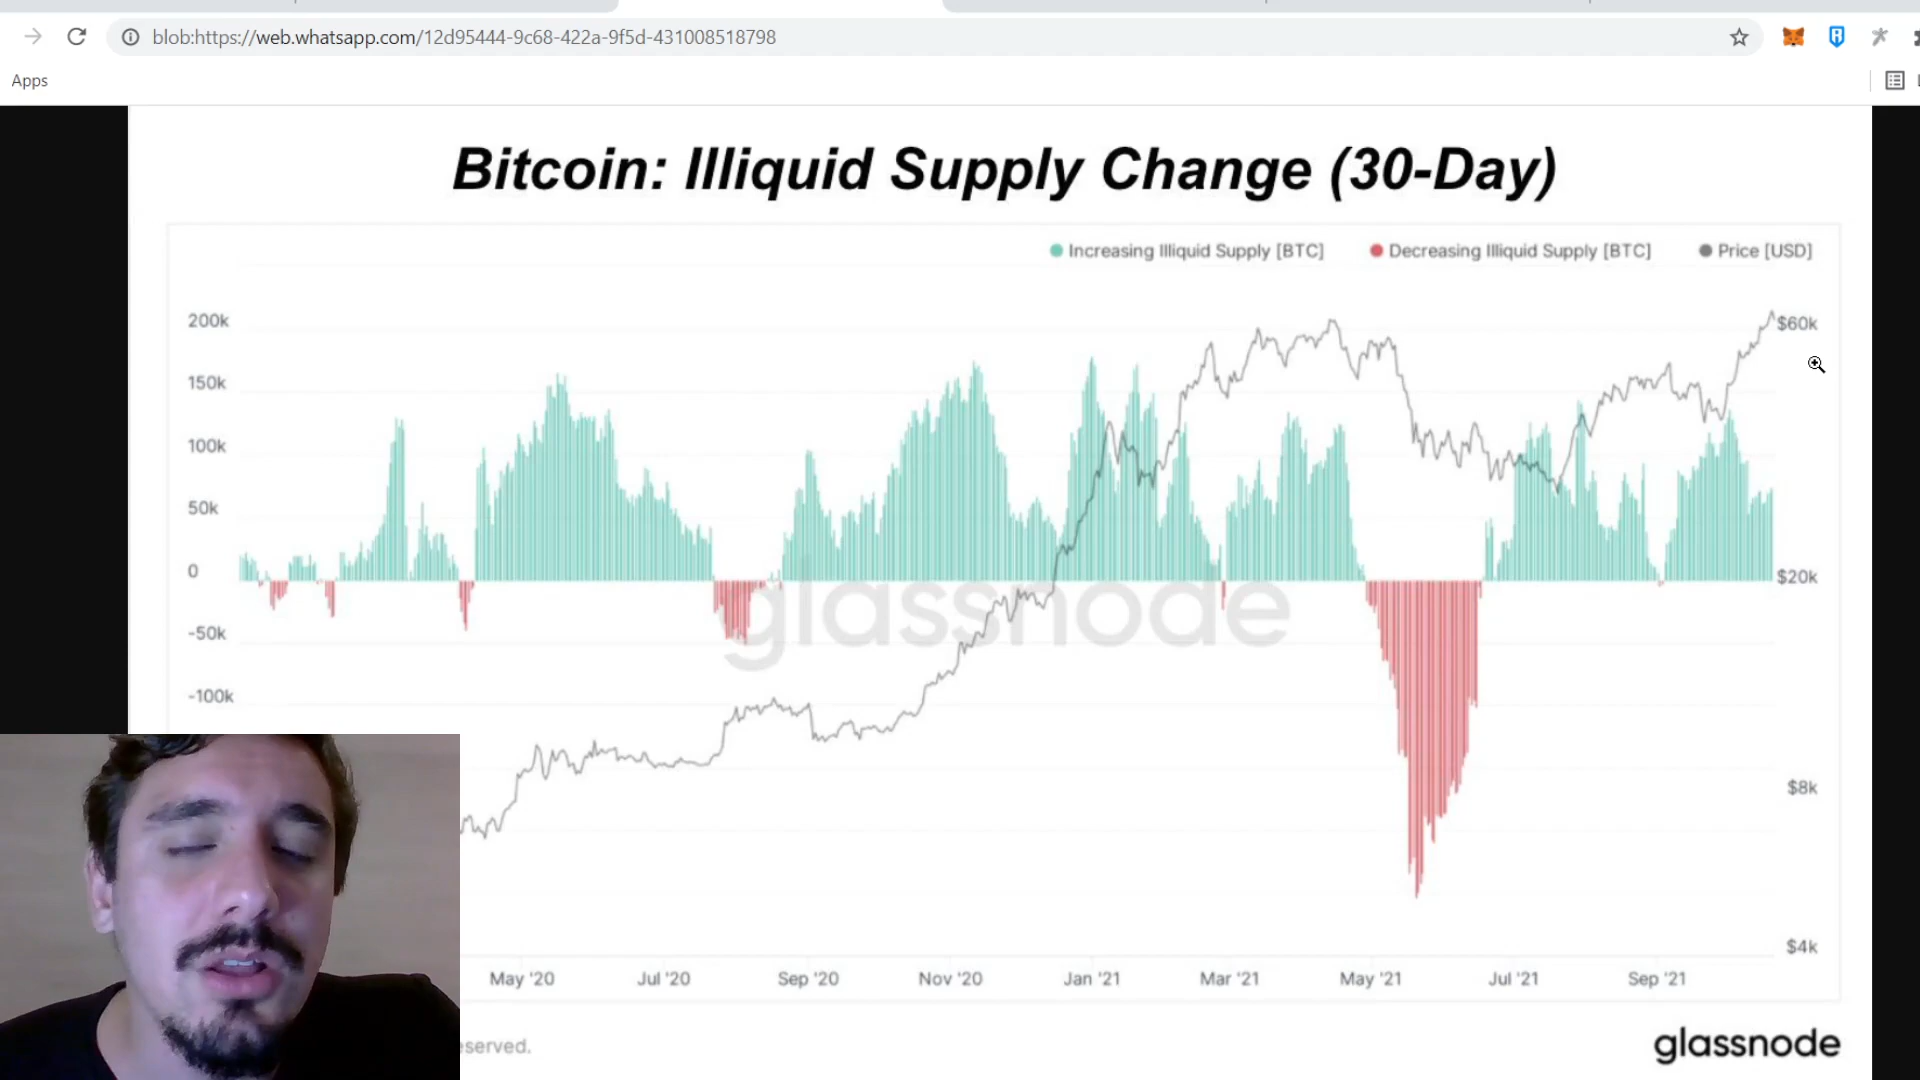 blob:https://web.whatsapp.com/12d95444-9c68-422a-9f5d-431008518798
Apps
Bitcoin: Illiquid Supply Change (30-Day)
Increasing Illiquid Supply [BTC] Decreasing Illiquid Supply [BTC] Price [USD]
200k $60k
150k
100k
50k
0 $20k
glassnode
-50k
-100k
$8k
$4k
May '20 Jul '20 Sep '20 Nov '20 Jan '21 Mar '21 May '21 Jul '21 Sep '21
served.
glassnode